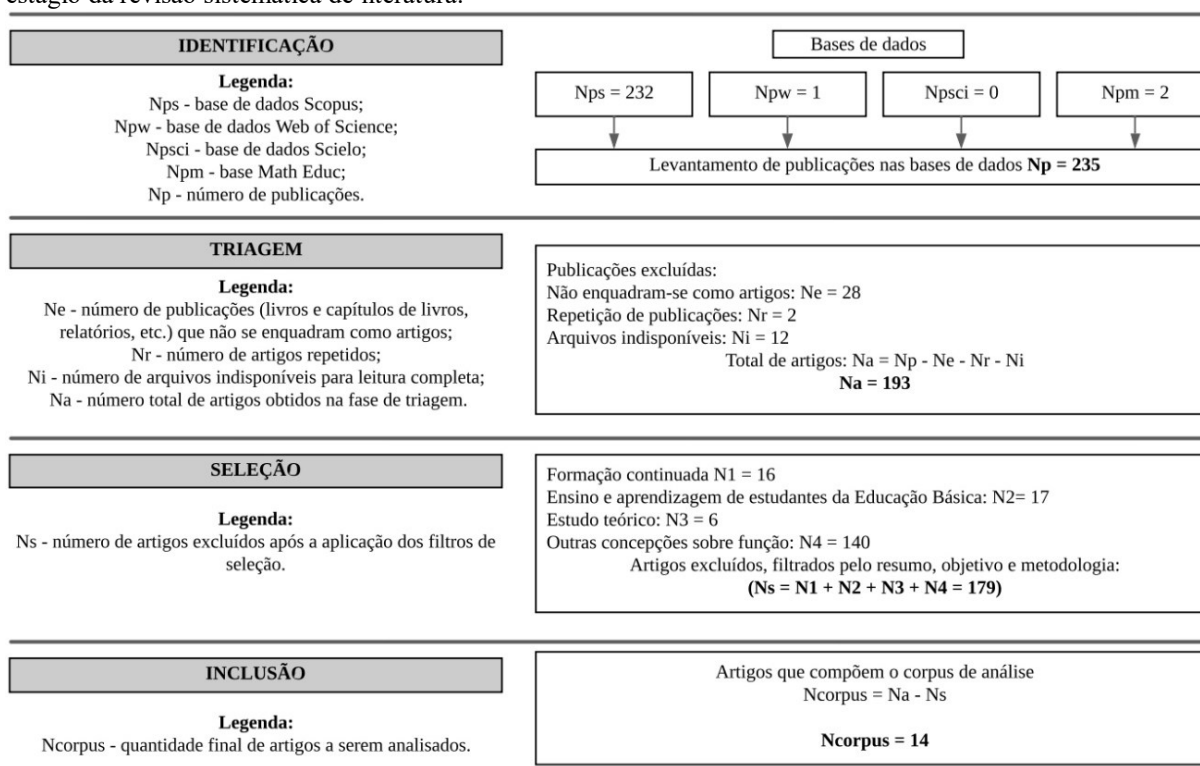 estágio da revisão sistemática de literatura.
IDENTIFICAÇÃO
Legenda:
Nps - base de dados Scopus;
Npw - base de dados Web of Science;
Npsci - base de dados Scielo;
Npm - base Math Educ;
Np - número de publicações.
Bases de dados
Nps = 232
Npw = 1
Npsci = 0
Npm = 2
Levantamento de publicações nas bases de dados Np = 235
TRIAGEM
Legenda:
Ne - número de publicações (livros e capítulos de livros,
relatórios, etc.) que não se enquadram como artigos;
Nr - número de artigos repetidos;
Ni - número de arquivos indisponíveis para leitura completa;
Na - número total de artigos obtidos na fase de triagem.
Publicações excluídas:
Não enquadram-se como artigos: Ne = 28
Repetição de publicações: Nr = 2
Arquivos indisponíveis: Ni = 12
Total de artigos: Na = Np - Ne - Nr - Ni
Na = 193
SELEÇÃO
Legenda:
Ns - número de artigos excluídos após a aplicação dos filtros de
seleção.
Formação continuada N1 = 16
Ensino e aprendizagem de estudantes da Educação Básica: N2= 17
Estudo teórico: N3 = 6
Outras concepções sobre função: N4 = 140
Artigos excluídos, filtrados pelo resumo, objetivo e metodologia:
(Ns = N1 + N2 + N3 + N4 = 179)
INCLUSÃO
Legenda:
Ncorpus - quantidade final de artigos a serem analisados.
Artigos que compõem o corpus de análise
Ncorpus = Na - Ns
Ncorpus = 14